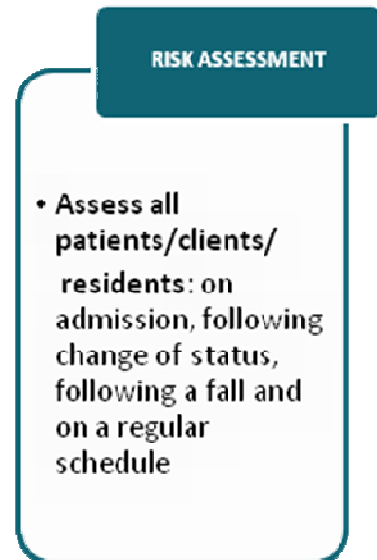 RISK ASSESSMENT
• Assess all
patients/clients/
residents: on
admission, following
change of status,
following a fall and
on a regular
schedule